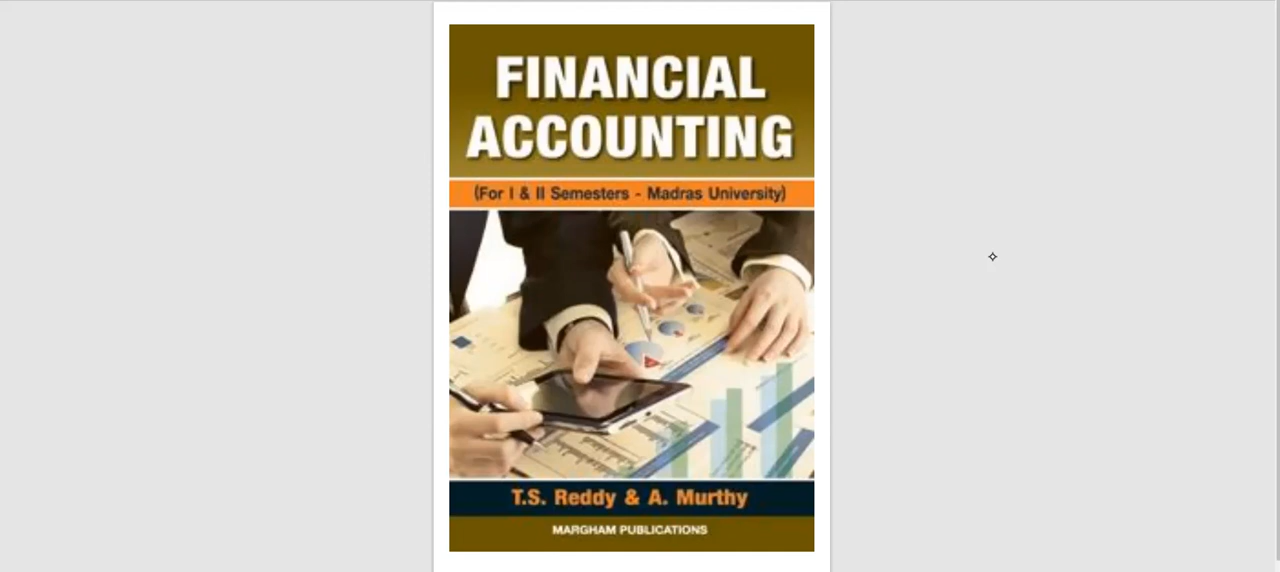 FINANCIAL
ACCOUNTING
(For I & II Semesters - Madras University)
T.S. Reddy & A. Murthy
MARGHAM PUBLICATIONS